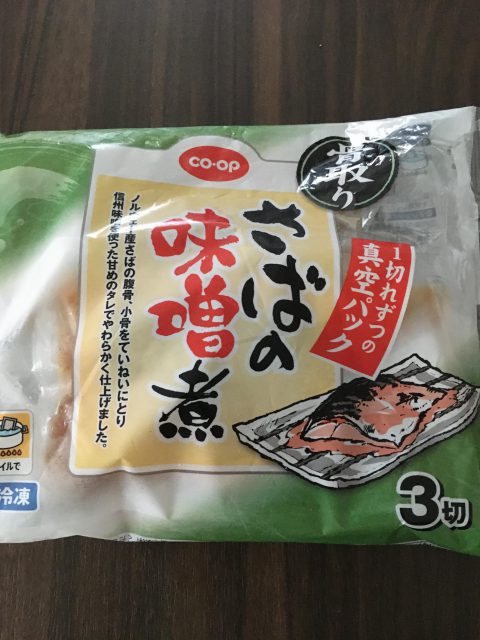 co·op
骨取り
さばの
味噌煮
ノルウェー産さばの腹骨、小骨をていねいにとり
信州味噌を使った甘めのタレでやわらかく仕上げました。
1切れずつの
真空パック
イルで
冷凍
3切